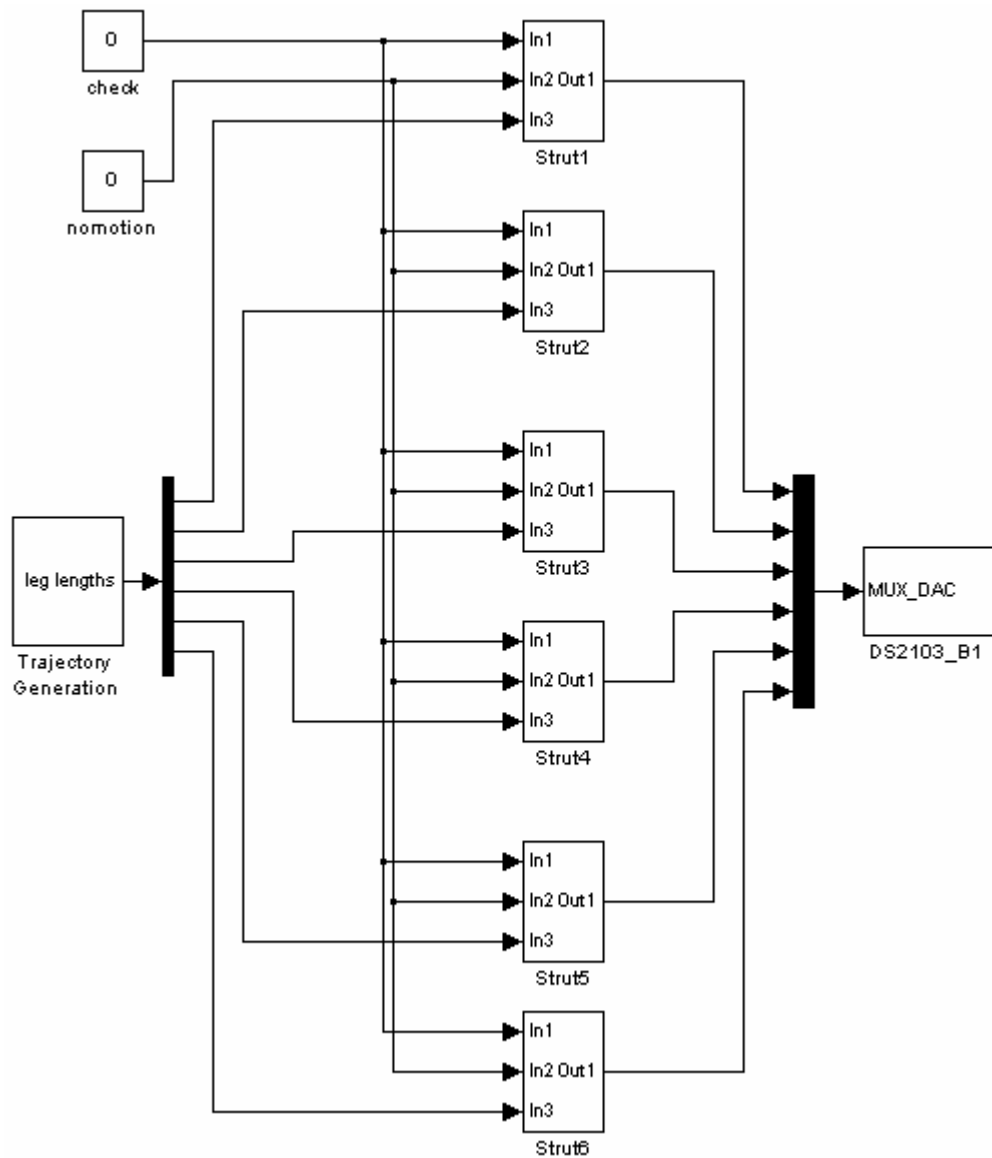 0
check
0
nomotion
In1
In2 Out1
In3
Strut1
In1
In2 Out1
In3
Strut2
In1
In2 Out1
In3
Strut3
leg lengths
Trajectory
Generation
In1
In2 Out1
In3
Strut4
MUX_DAC
DS2103_B1
In1
In2 Out1
In3
Strut5
In1
In2 Out1
In3
Strut6